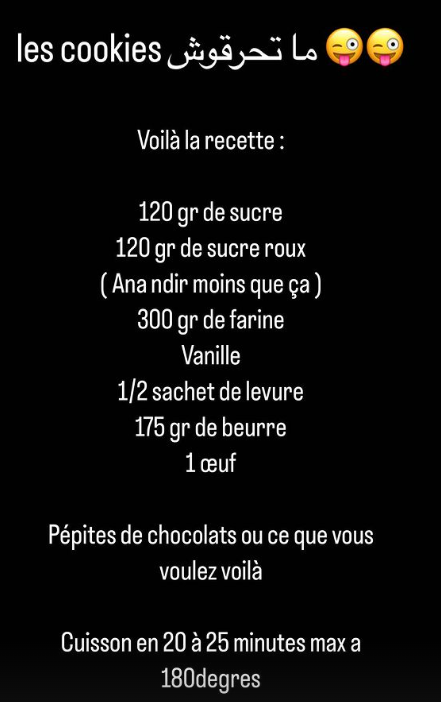 les cookies ما تحرقوش 😜😜
Voilà la recette :
120 gr de sucre
120 gr de sucre roux
( Ana ndir moins que ça )
300 gr de farine
Vanille
1/2 sachet de levure
175 gr de beurre
1 œuf
Pépites de chocolats ou ce que vous
voulez voilà
Cuisson en 20 à 25 minutes max a
180degres